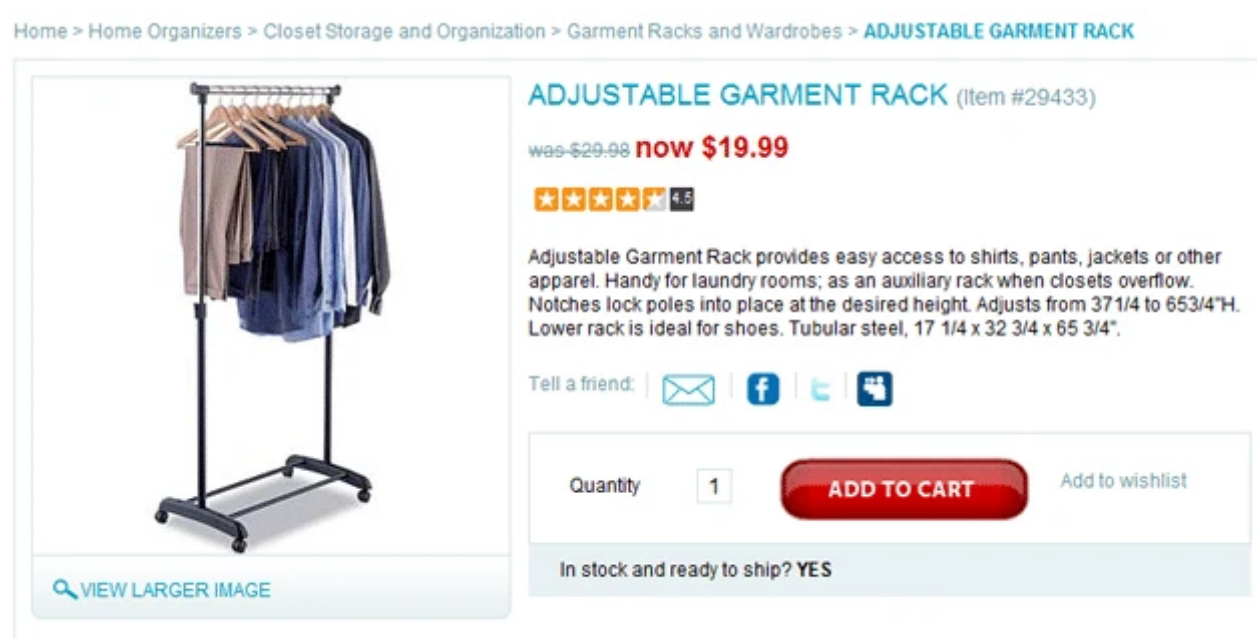 Home > Home Organizers > Closet Storage and Organization > Garment Racks and Wardrobes > ADJUSTABLE GARMENT RACK
ADJUSTABLE GARMENT RACK (Item #29433)
was $29.98 now $19.99
4.5
Adjustable Garment Rack provides easy access to shirts, pants, jackets or other
apparel. Handy for laundry rooms; as an auxiliary rack when closets overflow.
Notches lock poles into place at the desired height. Adjusts from 371/4 to 653/4"H.
Lower rack is ideal for shoes. Tubular steel, 17 1/4 x 32 3/4 x 65 3/4".
Tell a friend:
Quantity 1 ADD TO CART Add to wishlist
In stock and ready to ship? YES
VIEW LARGER IMAGE